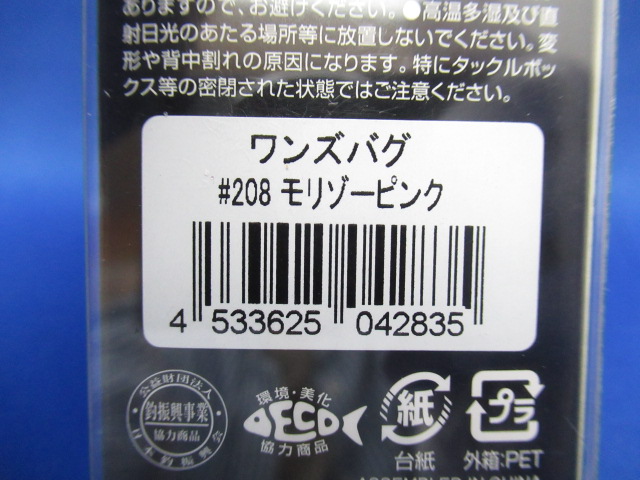 ありますので、お避けください。●高温多湿及び直
射日光のあたる場所等に放置しないでください。変
形や背中割れの原因になります。特にタックルボッ
クス等の密閉された状態ではご注意ください。
ワンズバグ
#208 モリゾーピンク
4 533625 042835
公益財団法人
釣振興事業
協力商品
日本釣振興会
環境・美化
DECO
協力商品
紙
台紙
プラ
外箱:PET
ASSEMBLED IN CHINA